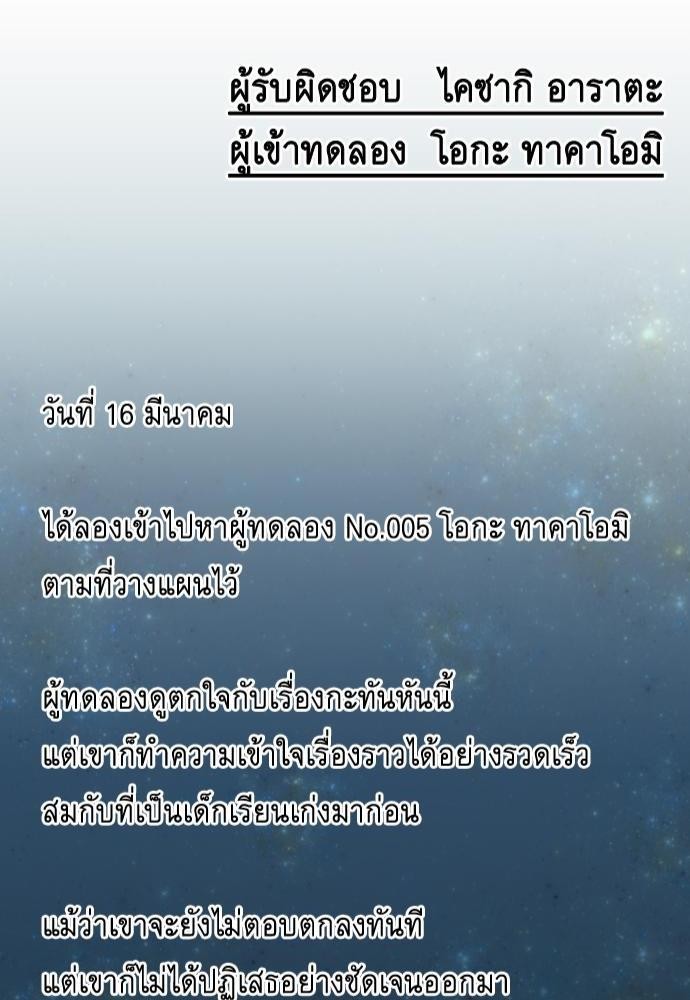 ผู้รับผิดชอบ ไคซากิ อาราตะ
ผู้เข้าทดลอง โอกะ ทาคาโอมิ
วันที่ 16 มีนาคม
ได้ลองเข้าไปหาผู้ทดลอง No.005 โอกะ ทาคาโอมิ
ตามที่วางแผนไว้
ผู้ทดลองดูตกใจกับเรื่องกะทันหันนี้
แต่เขาก็ทำความเข้าใจเรื่องราวได้อย่างรวดเร็ว
สมกับที่เป็นเด็กเรียนเก่งมาก่อน
แม้ว่าเขาจะยังไม่ตอบตกลงทันที
แต่เขาก็ไม่ได้ปฏิเสธอย่างชัดเจนออกมา